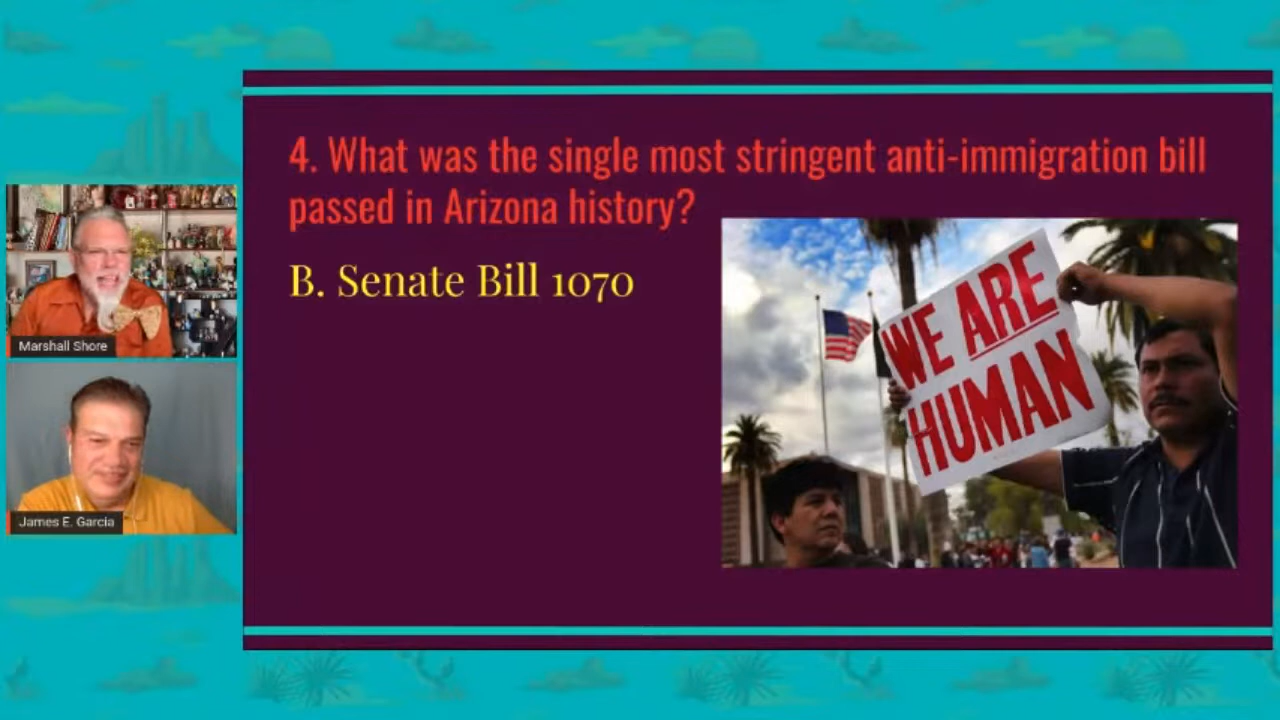 4. What was the single most stringent anti-immigration bill
passed in Arizona history?
B. Senate Bill 1070
WE ARE
HUMAN
Marshall Shore
James E. Garcia